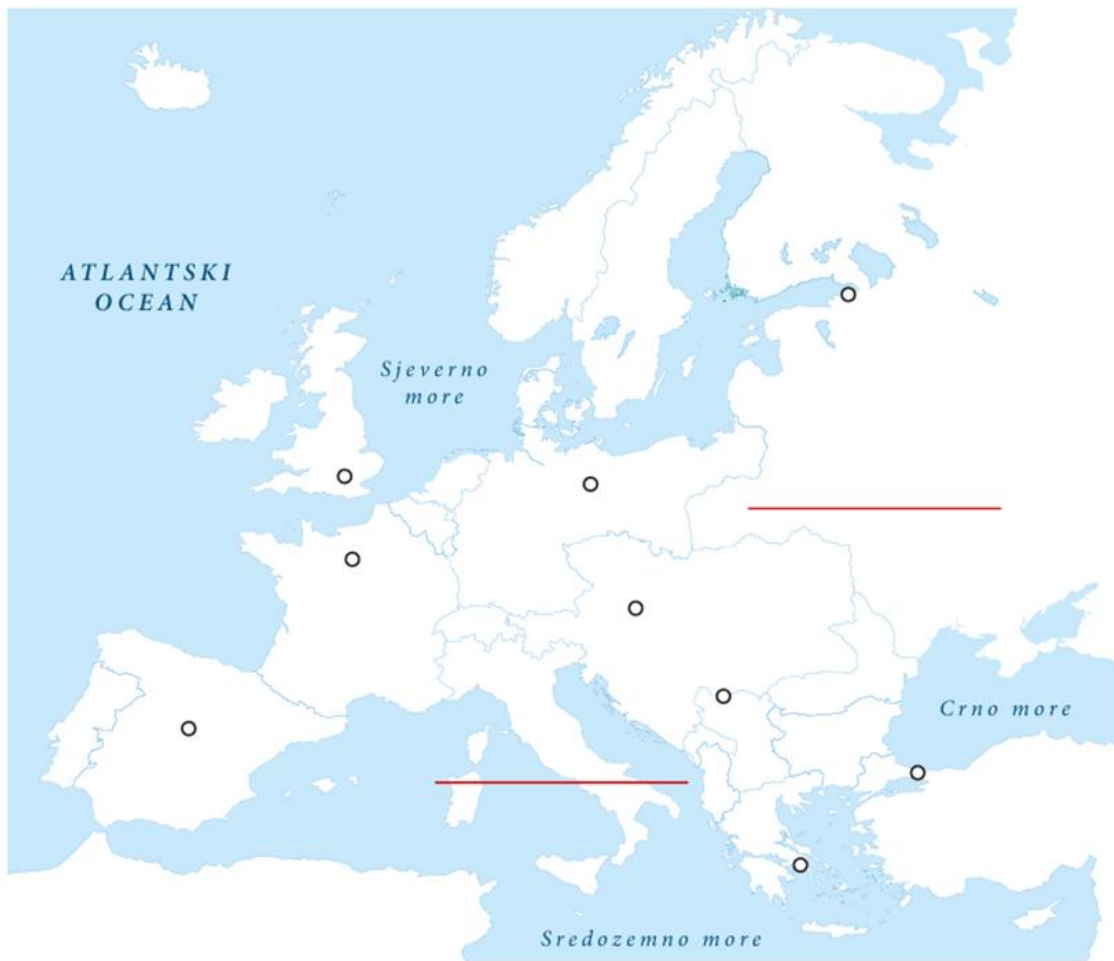 ATLANTSKI
OCEAN
Sjeverno
more
Crno more
Sredozemno more